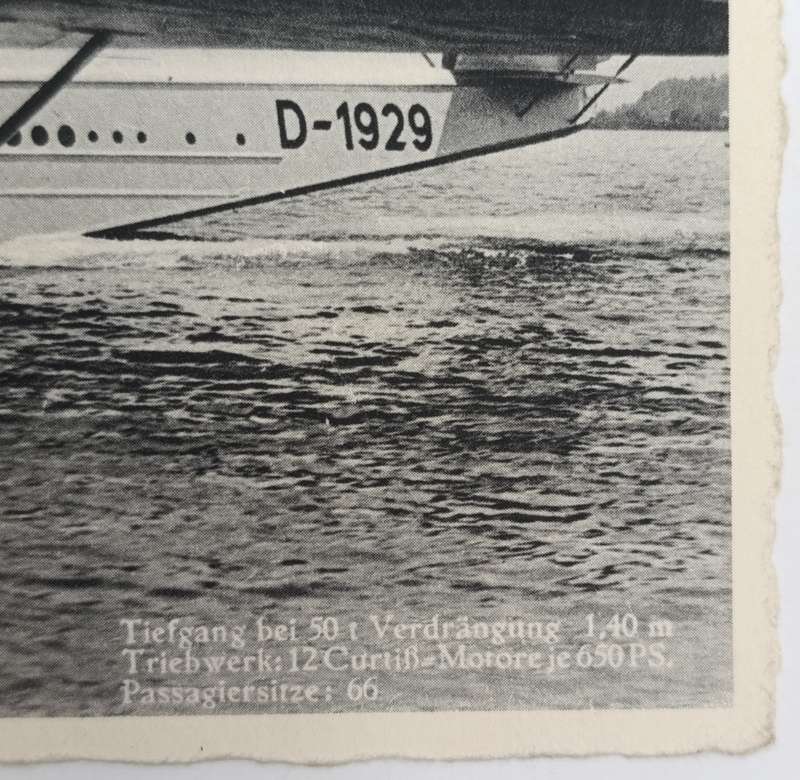 D-1929
Tiefgang bei 50 t Verdrängung 1,40 m
Triebwerk: 12 Curtiß=Motore je 650 PS.
Passagiersitze: 66